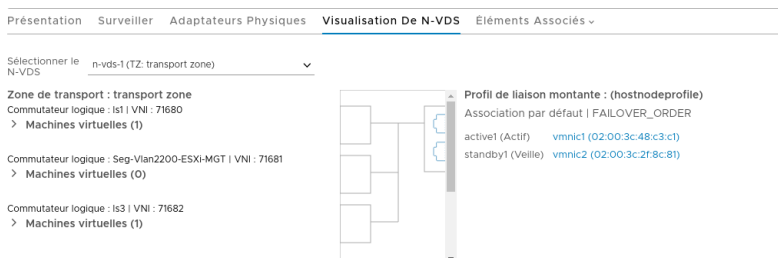 Présentation Surveiller Adaptateurs Physiques Visualisation De N-VDS Éléments Associés
Sélectionner le N-VDS
n-vds-1 (TZ: transport zone)
Zone de transport : transport zone
Commutateur logique : ls1 | VNI : 71680
Machines virtuelles (1)
Commutateur logique : Seg-Vlan2200-ESXi-MGT | VNI : 71681
Machines virtuelles (0)
Commutateur logique : ls3 | VNI : 71682
Machines virtuelles (1)
Profil de liaison montante : (hostnodeprofile)
Association par défaut | FAILOVER_ORDER
active1 (Actif) vmnic1 (02:00:3c:48:c3:c1)
standby1 (Veille) vmnic2 (02:00:3c:2f:8c:81)